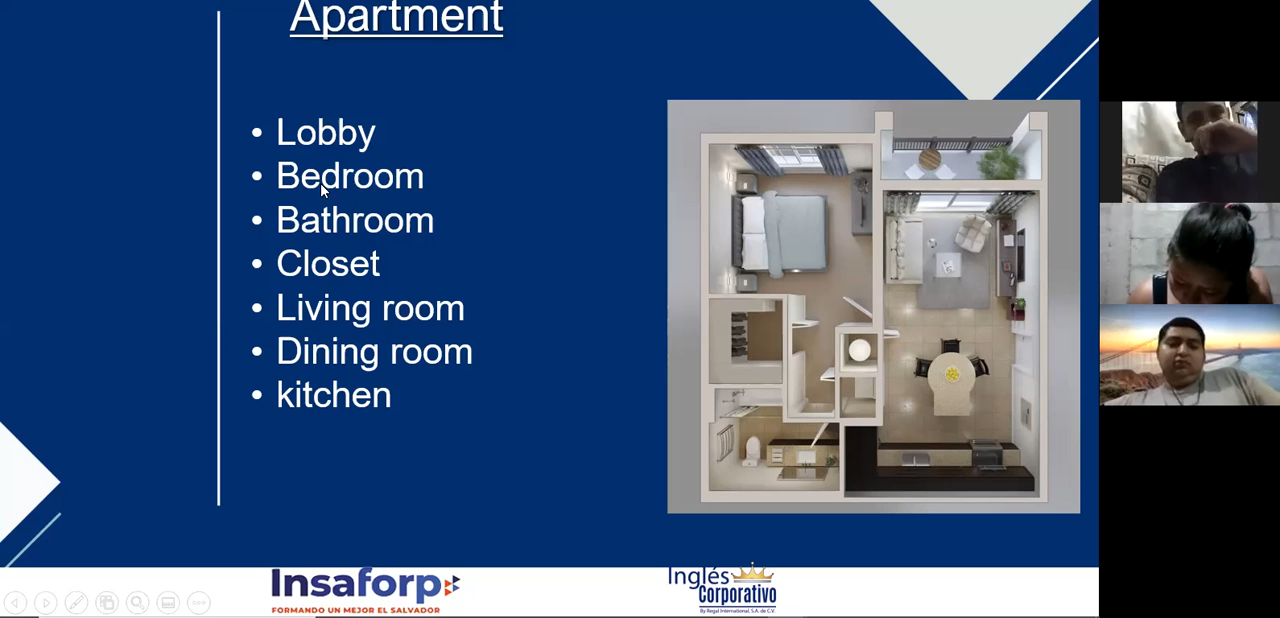 Apartment
• Lobby
• Bedroom
• Bathroom
• Closet
• Living room
• Dining room
• kitchen
Insaforp
FORMANDO UN MEJOR EL SALVADOR
Inglés
Corporativo
By Regal International, S.A. de C.V.